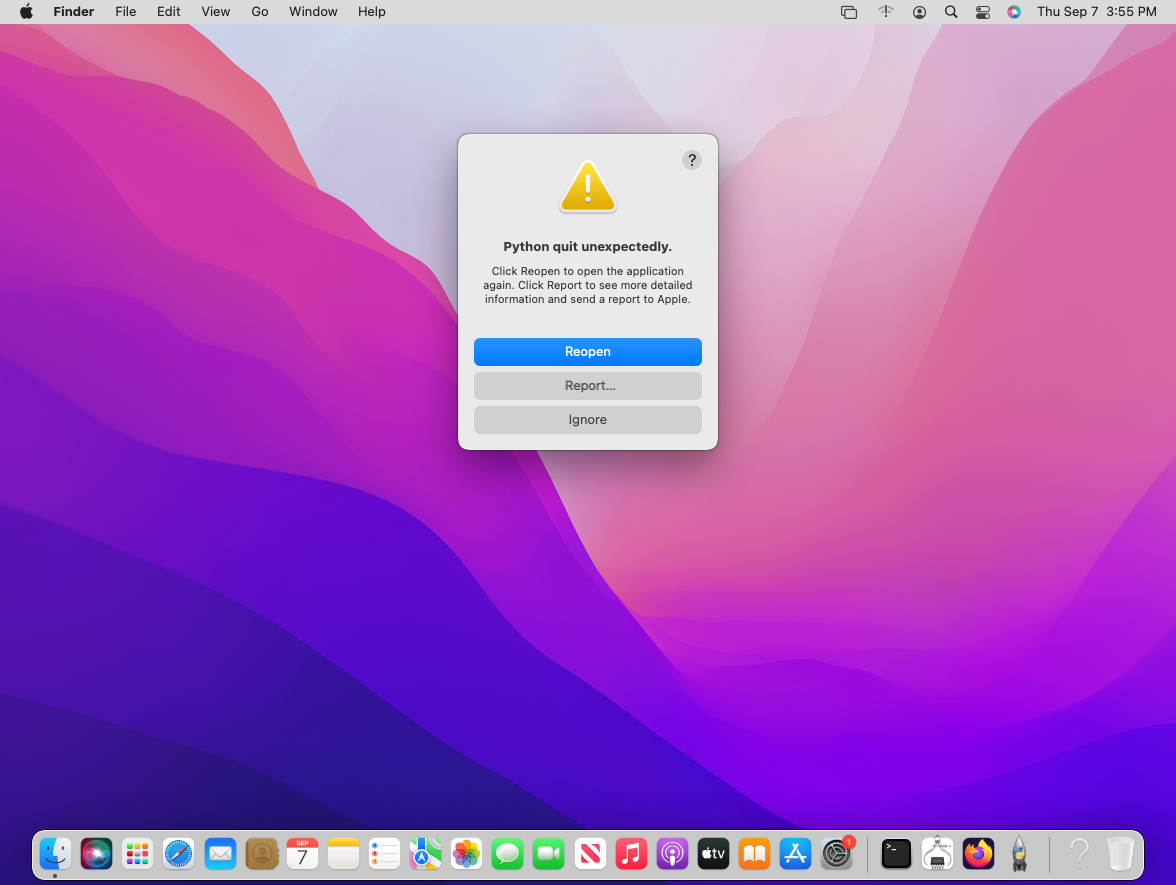 Finder File Edit View Go Window Help Thu Sep 7 3:55 PM
?
Python quit unexpectedly.
Click Reopen to open the application
again. Click Report to see more detailed
information and send a report to Apple.
Reopen
Report...
Ignore
SEP
7
tv
1
>_